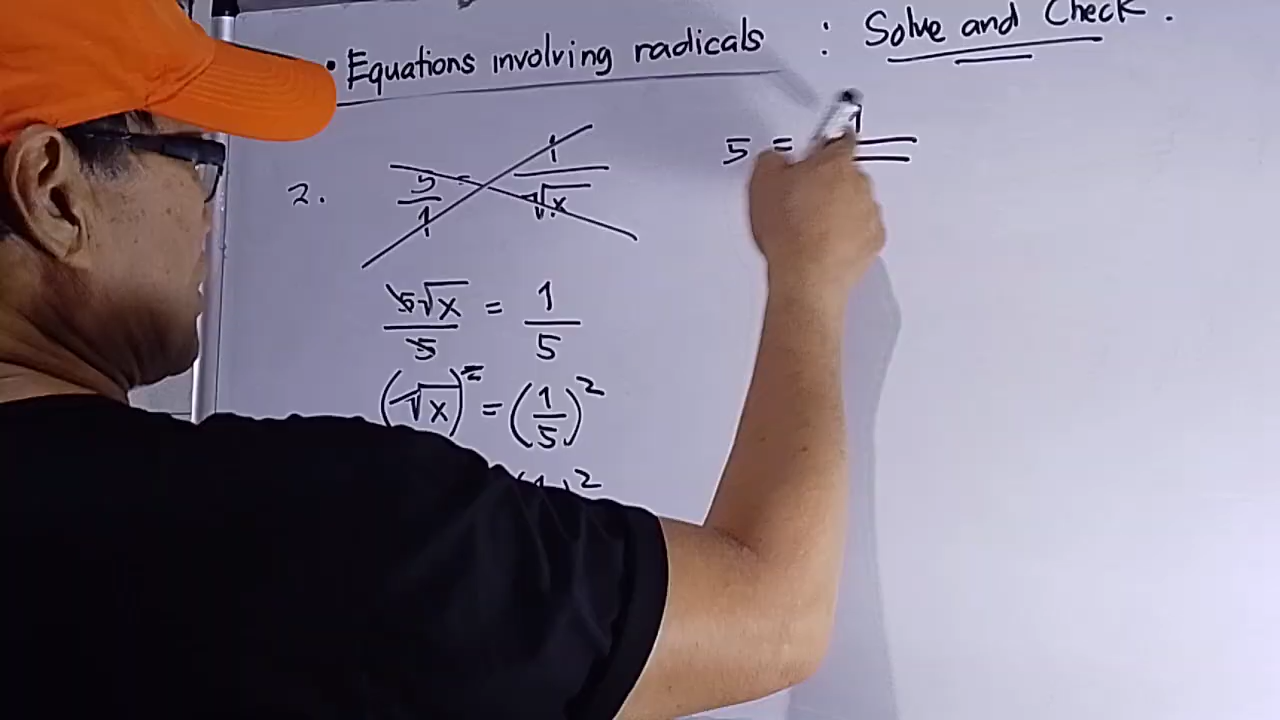 • Equations involving radicals : Solve and Check.
2. 5/1 = 1/√x
5 = 1
5√x/5 = 1/5
(√x)² = (1/5)²